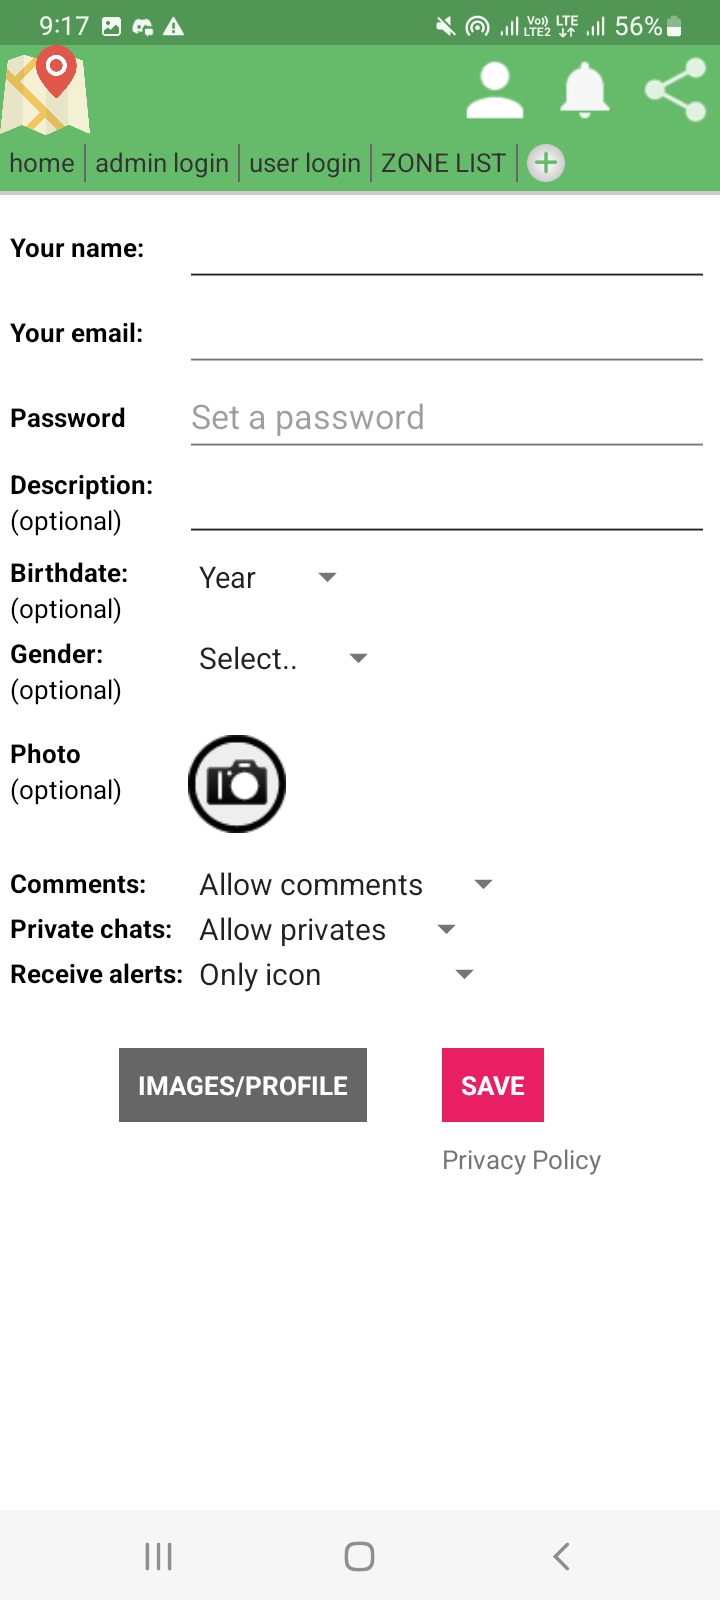 9:17 Vo)) LTE2 LTE 56%
home admin login user login ZONE LIST
Your name:
Your email:
Password Set a password
Description:
(optional)
Birthdate: Year
(optional)
Gender: Select..
(optional)
Photo
(optional)
Comments: Allow comments
Private chats: Allow privates
Receive alerts: Only icon
IMAGES/PROFILE SAVE
Privacy Policy